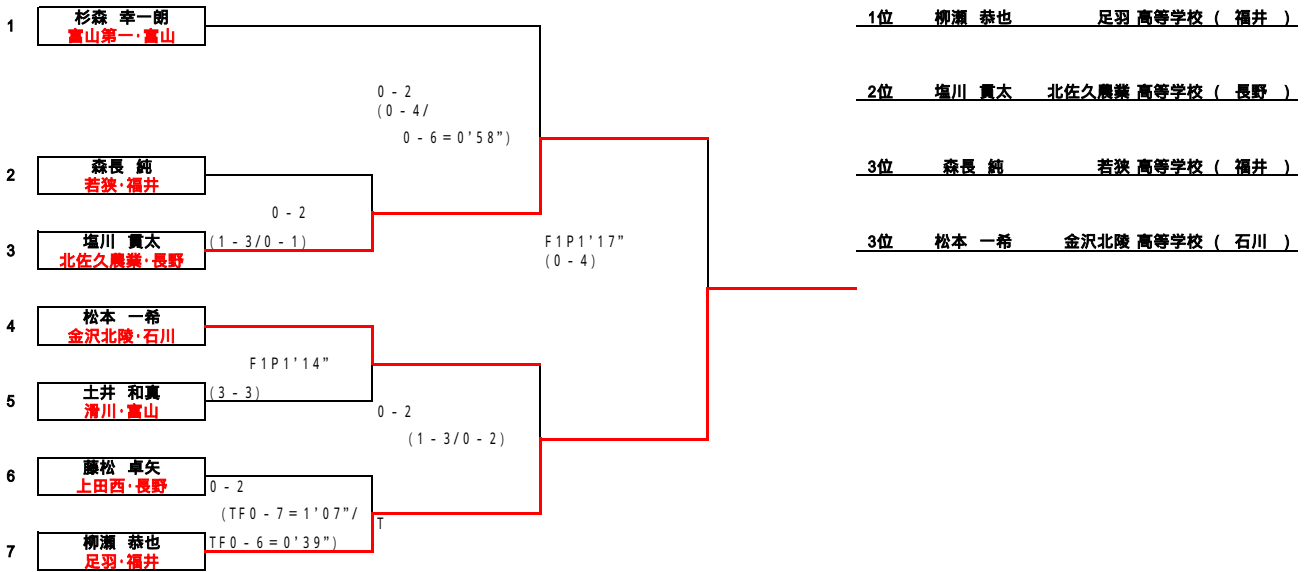 1
杉森 幸一朗
富山第一・富山
0-2
(0-4/
0-6=0'58")
2
森長 純
若狭・福井
0-2
(1-3/0-1)
3
塩川 貫太
北佐久農業・長野
F1P1'17"
(0-4)
4
松本 一希
金沢北陵・石川
F1P1'14"
(3-3)
5
土井 和真
滑川・富山
0-2
(1-3/0-2)
6
藤松 卓矢
上田西・長野
0-2
(TF0-7=1'07"/
TF0-6=0'39")
T
7
柳瀬 恭也
足羽・福井
1位 柳瀬 恭也 足羽 高等学校 ( 福井 )
2位 塩川 貫太 北佐久農業 高等学校 ( 長野 )
3位 森長 純 若狭 高等学校 ( 福井 )
3位 松本 一希 金沢北陵 高等学校 ( 石川 )